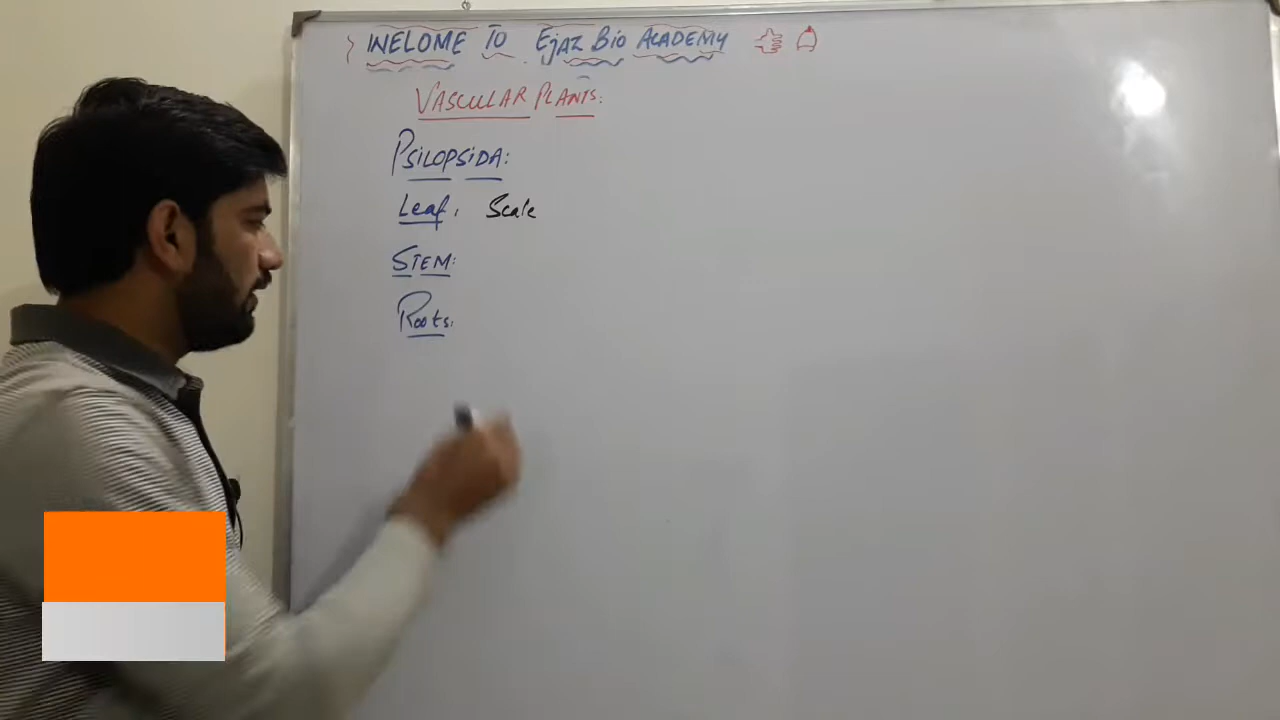 WELOME TO EJAZ BIO ACADEMY
VASCULAR PLANTS:
PSILOPSIDA:
Leaf: Scale
STEM:
Roots: